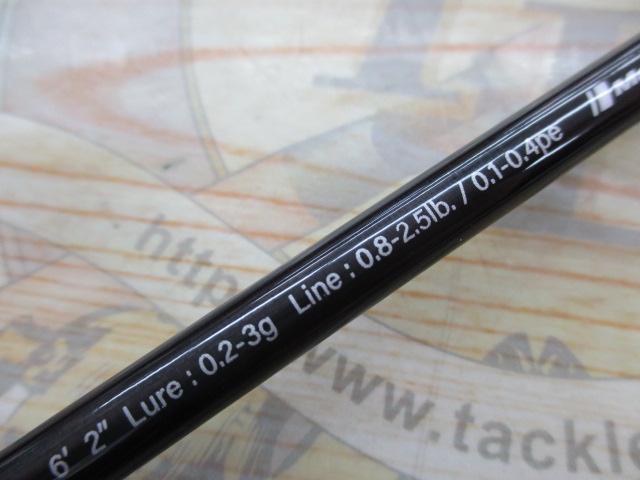 6' 2" Lure : 0.2-3g Line : 0.8-2.5lb. / 0.1-0.4pe
http
www.tackle